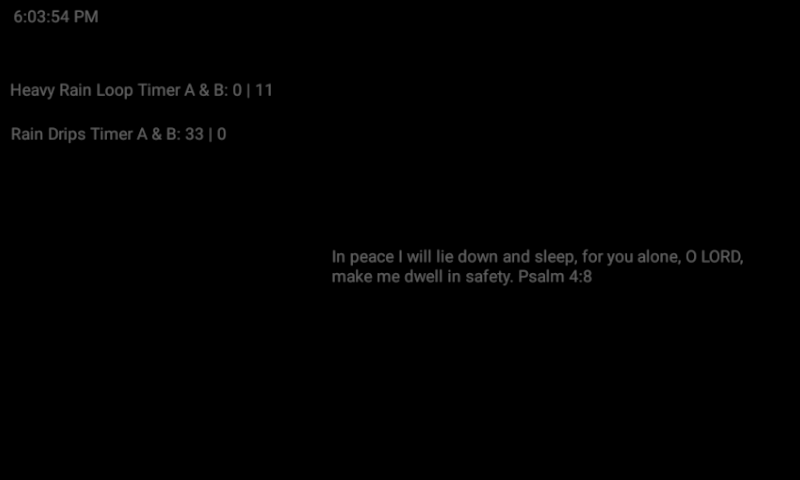 6:03:54 PM
Heavy Rain Loop Timer A & B: 0 | 11
Rain Drips Timer A & B: 33 | 0
In peace I will lie down and sleep, for you alone, O LORD,
make me dwell in safety. Psalm 4:8